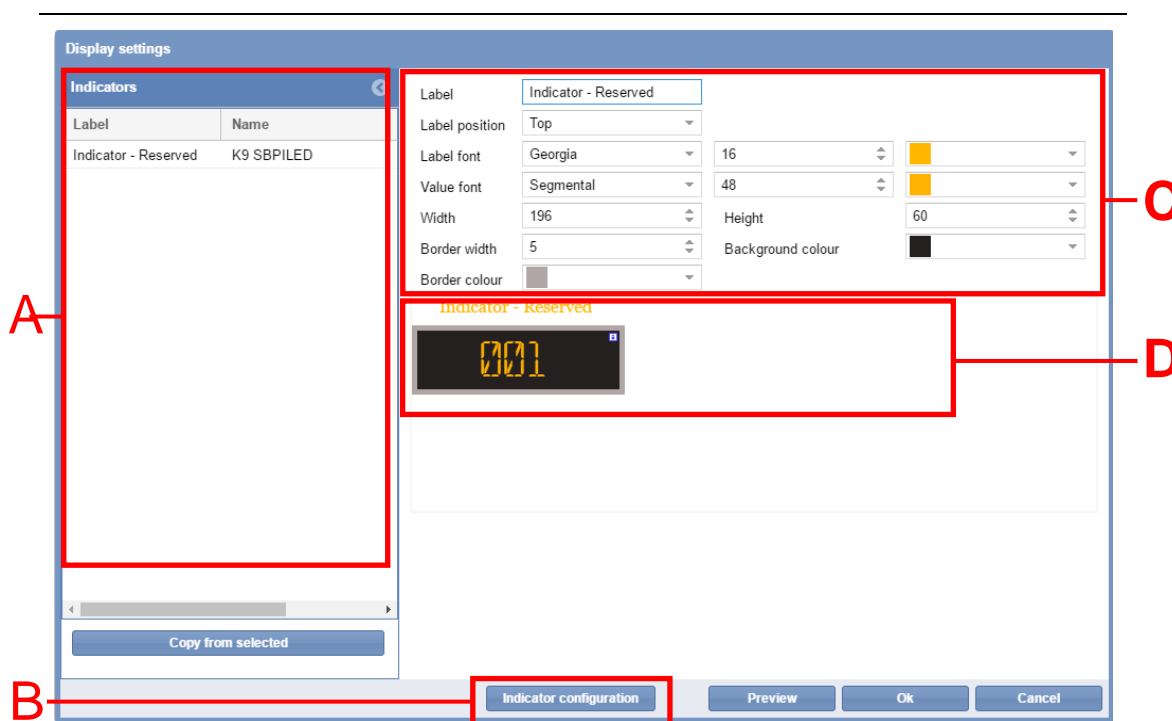 Display settings
Indicators
Label Name
Indicator - Reserved K9 SBPILED
Copy from selected
Label Indicator - Reserved
Label position Top
Label font Georgia 16
Value font Segmental 48
Width 196 Height 60
Border width 5 Background colour
Border colour
Indicator - Reserved
001
A
B
C
D
Indicator configuration Preview Ok Cancel